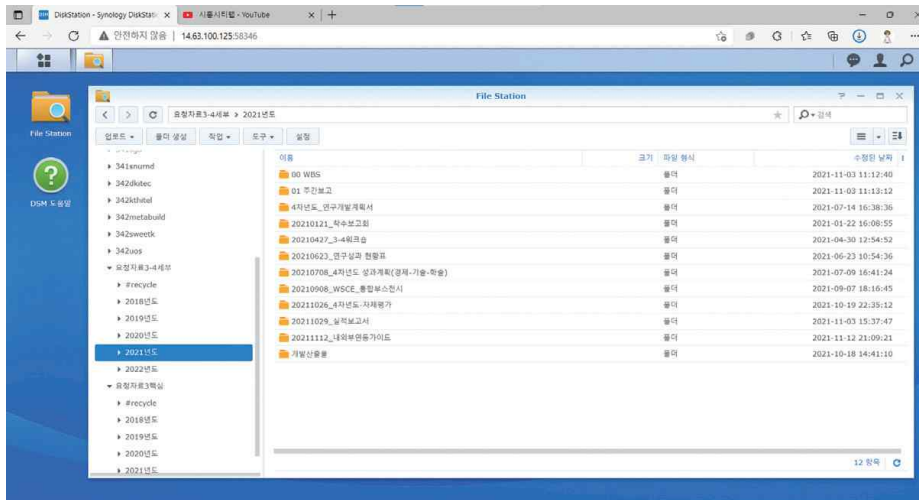 DiskStation - Synology DiskStati
시흥시티랩 - YouTube
안전하지 않음 | 14.63.100.125:58346
File Station
DSM 도움말
File Station
요청자료3-4세부 › 2021년도
검색
업로드
폴더 생성
작업
도구
설정
341snurnd
342dkitec
342kthitel
342metabuild
342sweetk
342uos
요청자료3-4세부
#recycle
2018년도
2019년도
2020년도
2021년도
2022년도
요청자료3핵심
#recycle
2018년도
2019년도
2020년도
2021년도
이름 크기 파일 형식 수정된 날짜
00 WBS 폴더 2021-11-03 11:12:40
01 주간보고 폴더 2021-11-03 11:13:12
4차년도_연구개발계획서 폴더 2021-07-14 16:38:36
20210121_착수보고회 폴더 2021-01-22 16:08:55
20210427_3-4워크숍 폴더 2021-04-30 12:54:52
20210623_연구성과 현황표 폴더 2021-06-23 10:54:36
20210708_4차년도 성과계획(경제-기술-학술) 폴더 2021-07-09 16:41:24
20210908_WSCE_통합부스전시 폴더 2021-09-07 18:16:45
20211026_4차년도-자체평가 폴더 2021-10-19 22:35:12
20211029_실적보고서 폴더 2021-11-03 15:37:47
20211112_내외부연동가이드 폴더 2021-11-12 21:09:21
개발산출물 폴더 2021-10-18 14:41:10
12 항목